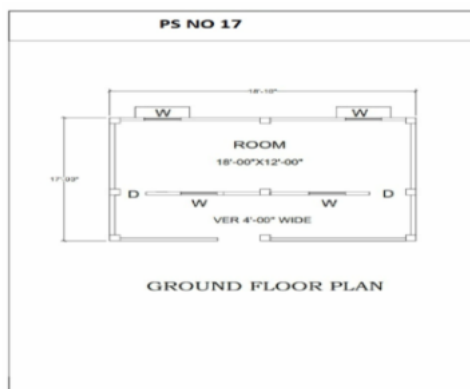 PS NO 17
W W
ROOM
18'-00"X12'-00"
D D
W W
VER 4'-00" WIDE
GROUND FLOOR PLAN